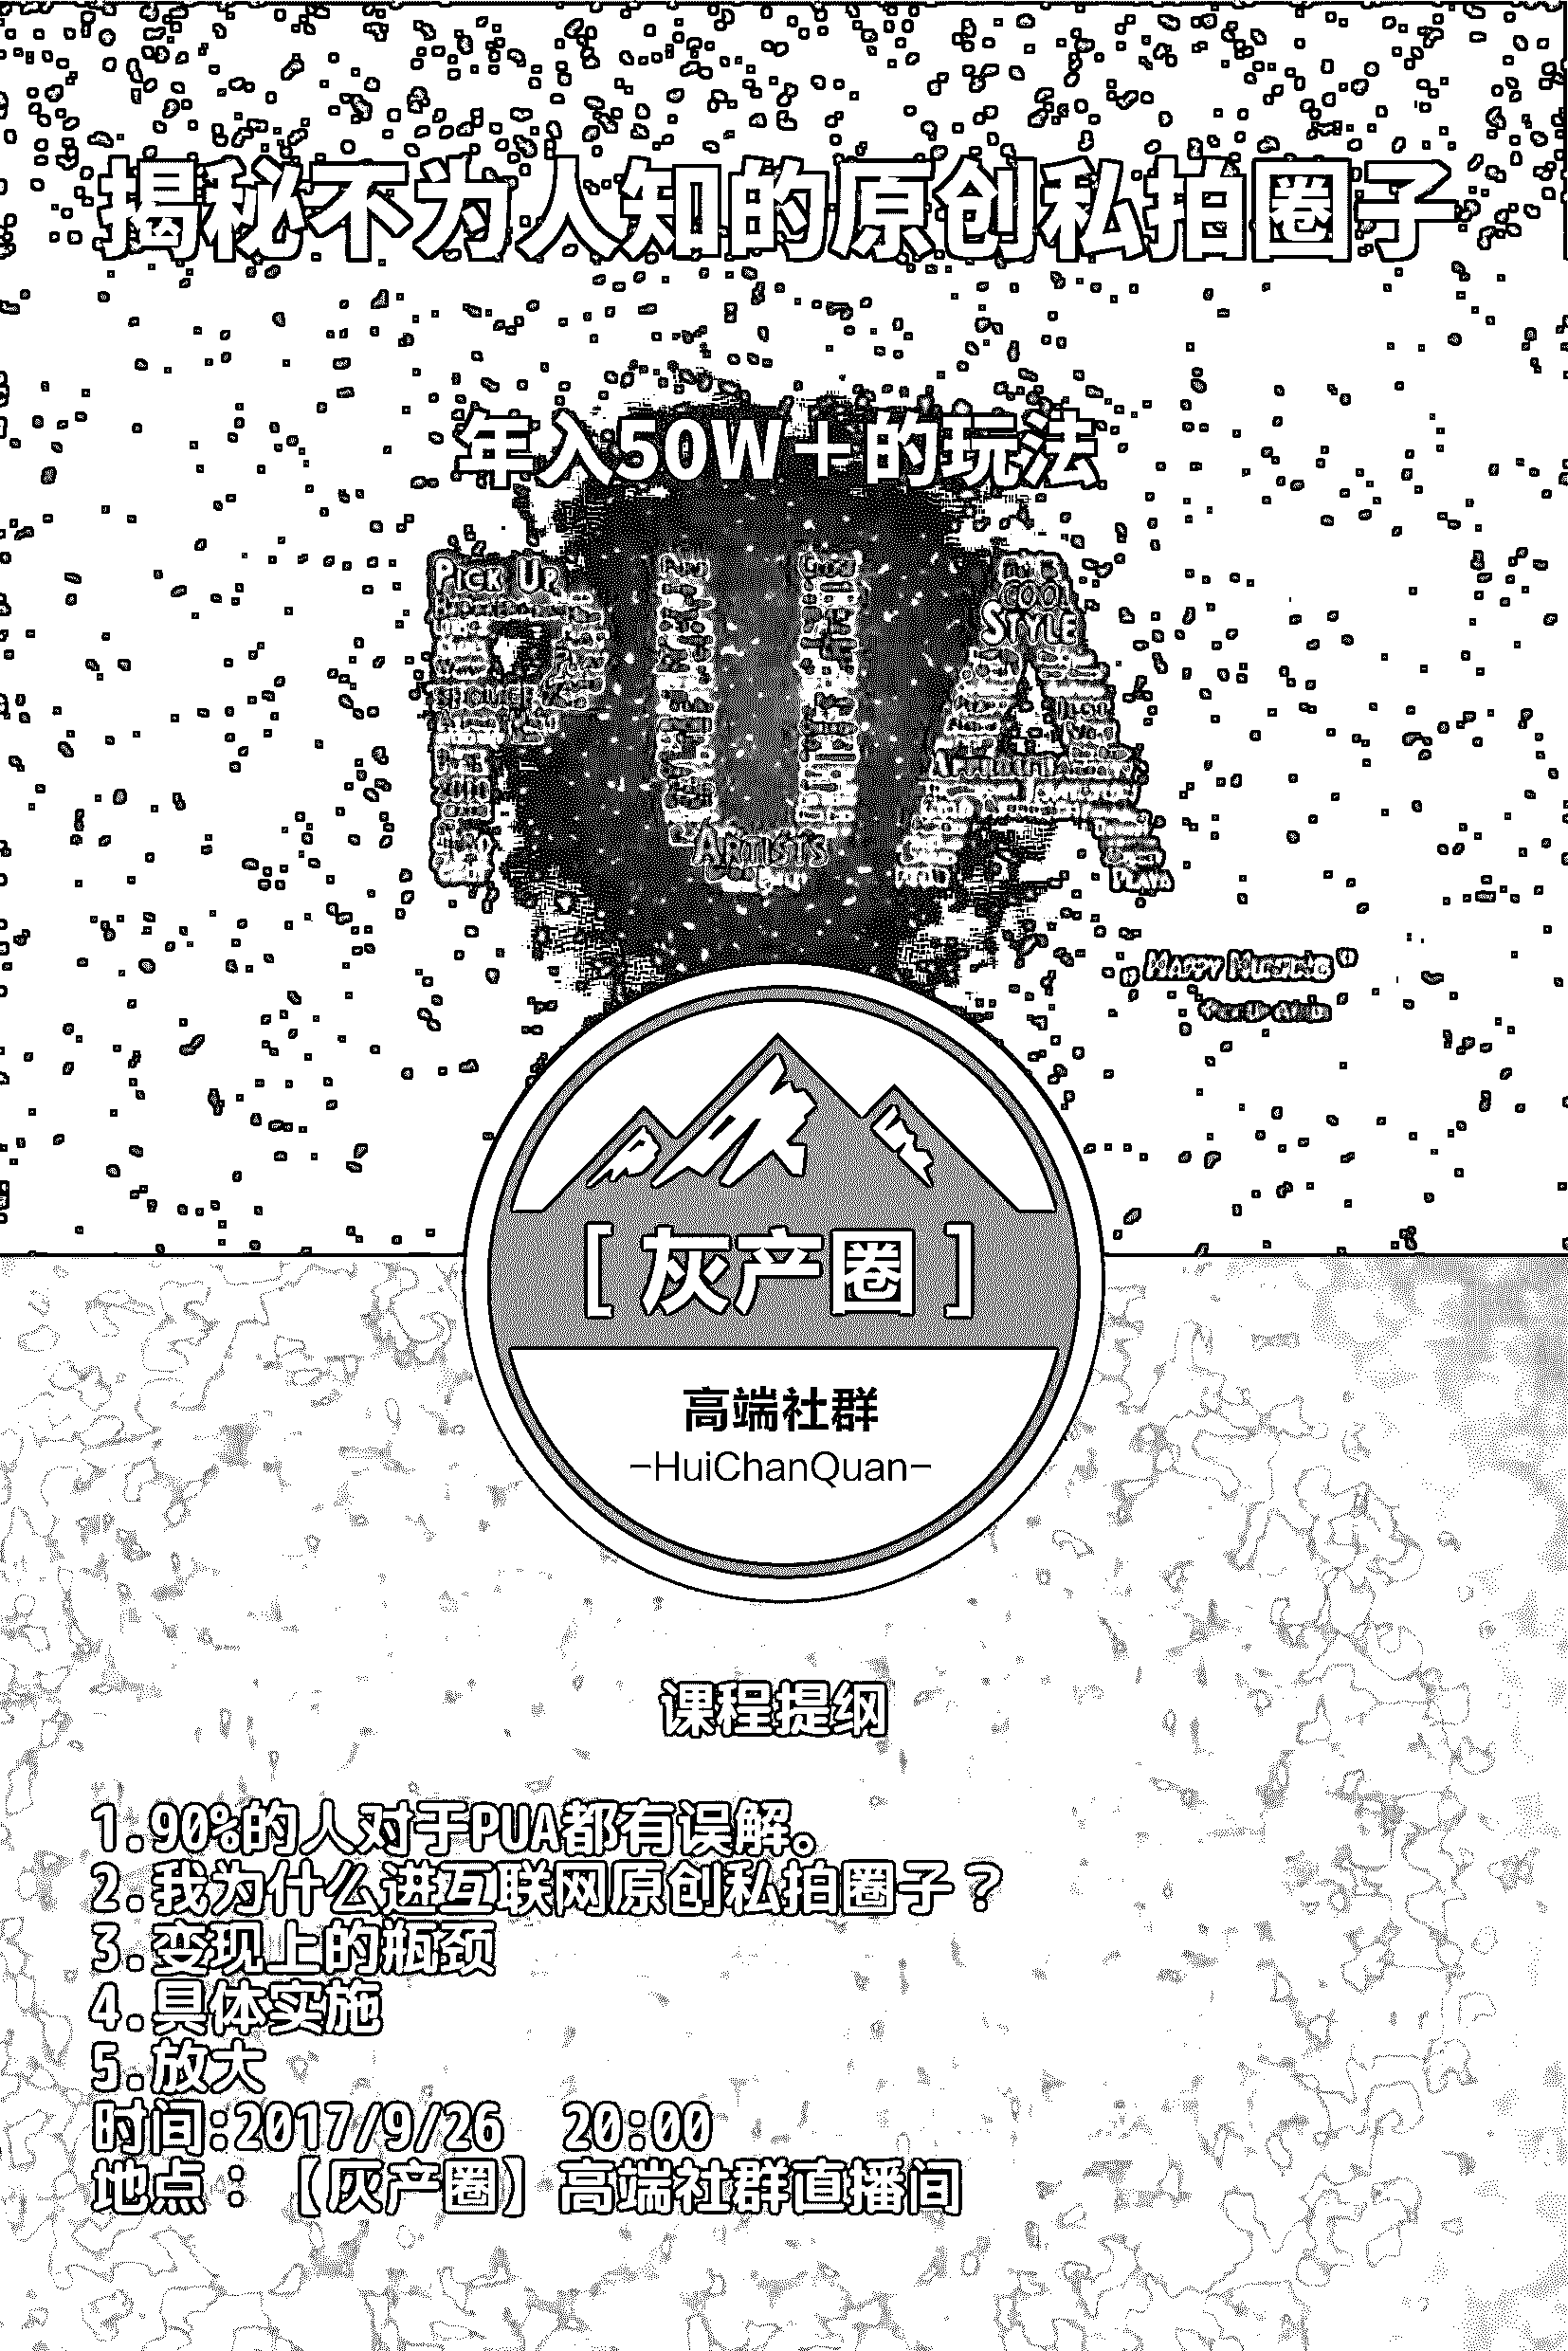 揭秘不为人知的原创私拍圈子
年入50W+的玩法
PICK UP
COOL
STYLE
ARTISTS
[ 灰产圈 ]
高端社群
-HuiChanQuan-
课程提纲
1.90%的人对于PUA都有误解。
2.我为什么进互联网原创私拍圈子？
3.变现上的瓶颈
4.具体实施
5.放大
时间:2017/9/26 20:00
地点：【灰产圈】高端社群直播间